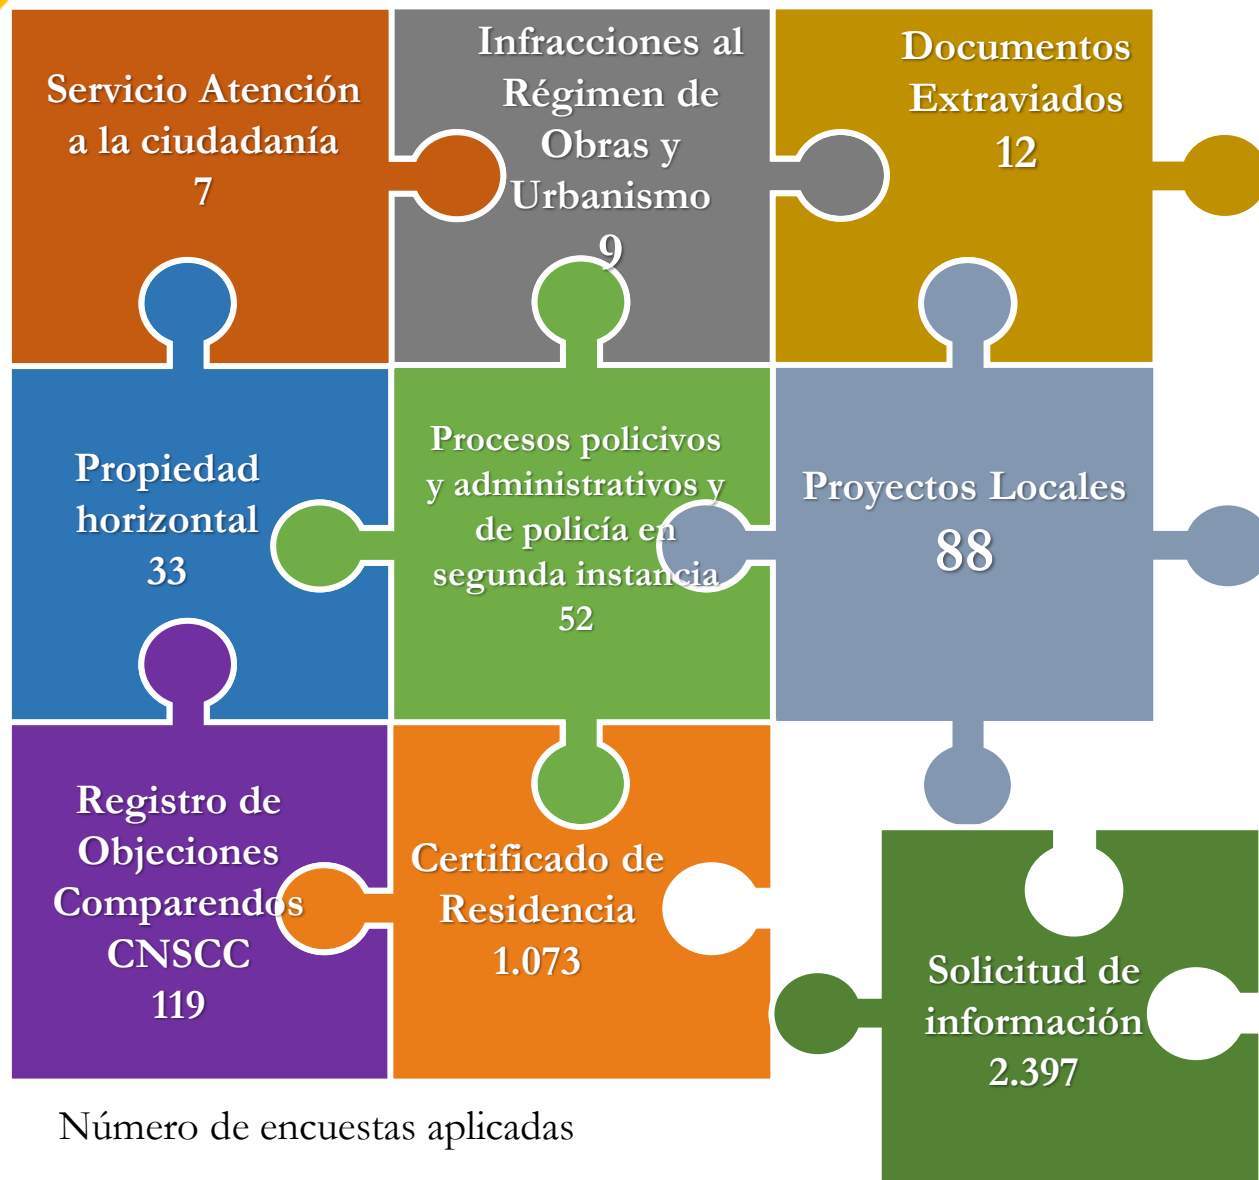 Servicio Atención
a la ciudadanía
7
Infracciones al
Régimen de
Obras y
Urbanismo
9
Documentos
Extraviados
12
Propiedad
horizontal
33
Procesos policivos
y administrativos y
de policía en
segunda instancia
52
Proyectos Locales
88
Registro de
Objeciones
Comparendos
CNSCC
119
Certificado de
Residencia
1.073
Solicitud de
información
2.397
Número de encuestas aplicadas